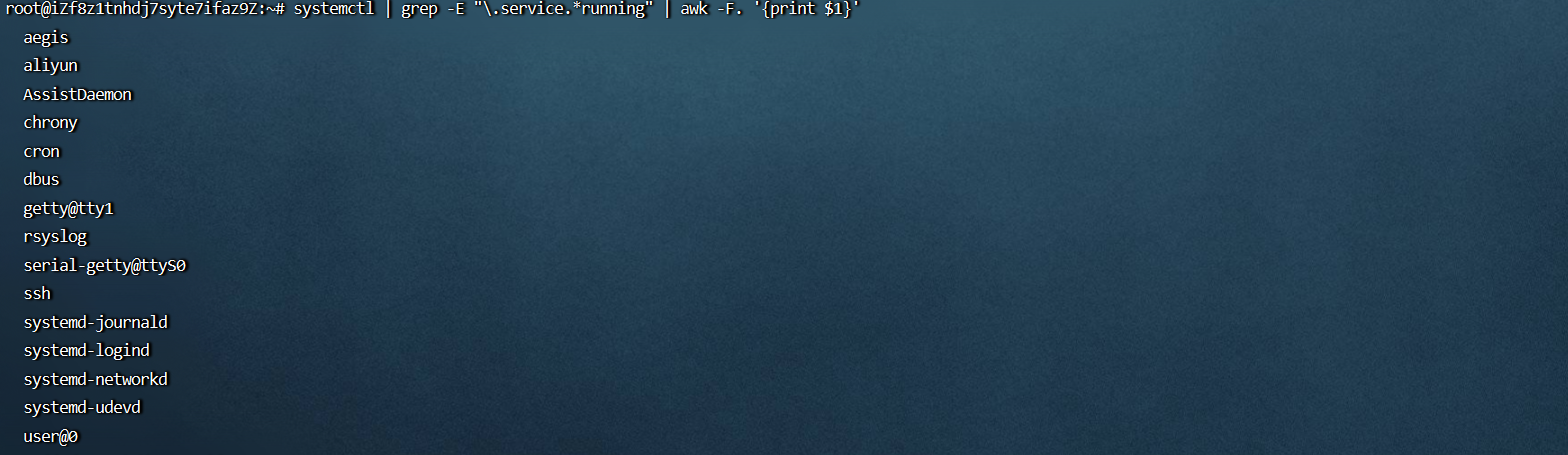 root@iZf8z1tnhdj7syte7ifaz9Z:~# systemctl | grep -E "\.service.*running" | awk -F. '{print $1}'
aegis
aliyun
AssistDaemon
chrony
cron
dbus
getty@tty1
rsyslog
serial-getty@ttyS0
ssh
systemd-journald
systemd-logind
systemd-networkd
systemd-udevd
user@0